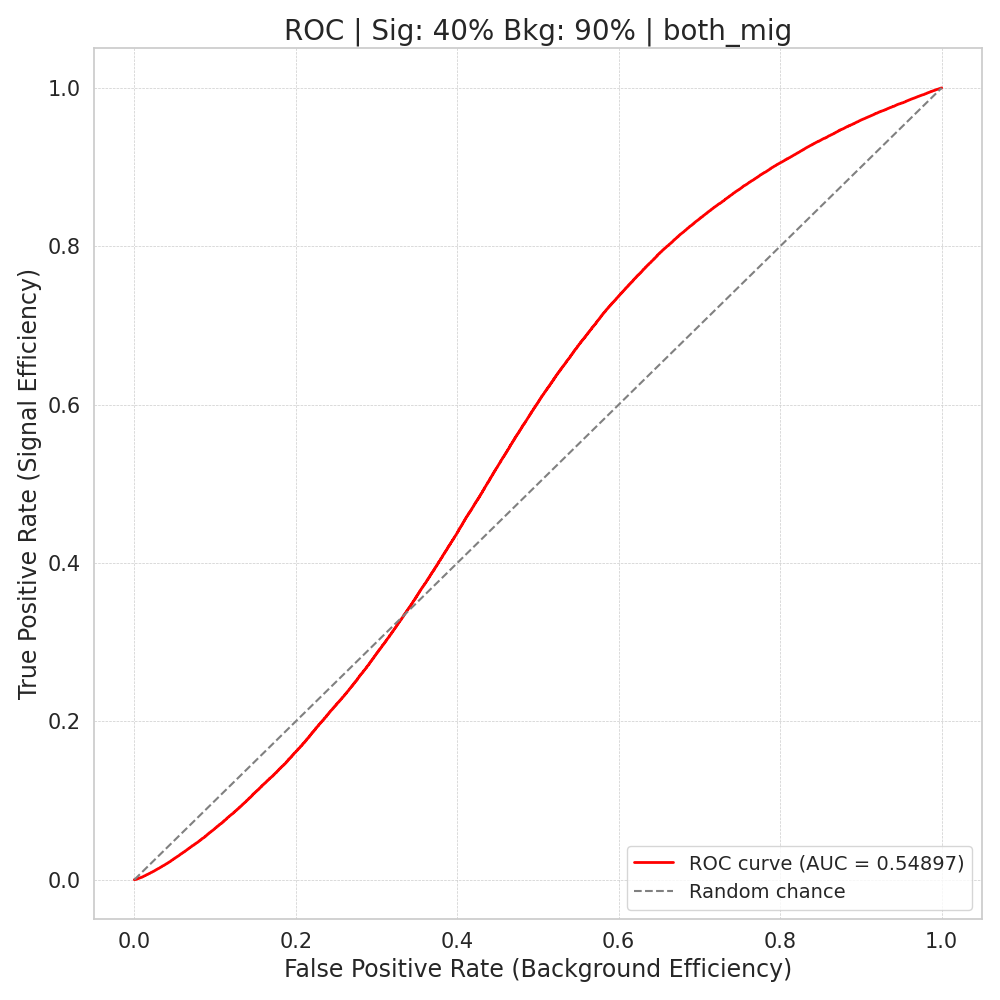 ROC | Sig: 40% Bkg: 90% | both_mig
True Positive Rate (Signal Efficiency)
1.0
0.8
0.6
0.4
0.2
0.0
ROC curve (AUC = 0.54897)
Random chance
0.0 0.2 0.4 0.6 0.8 1.0
False Positive Rate (Background Efficiency)